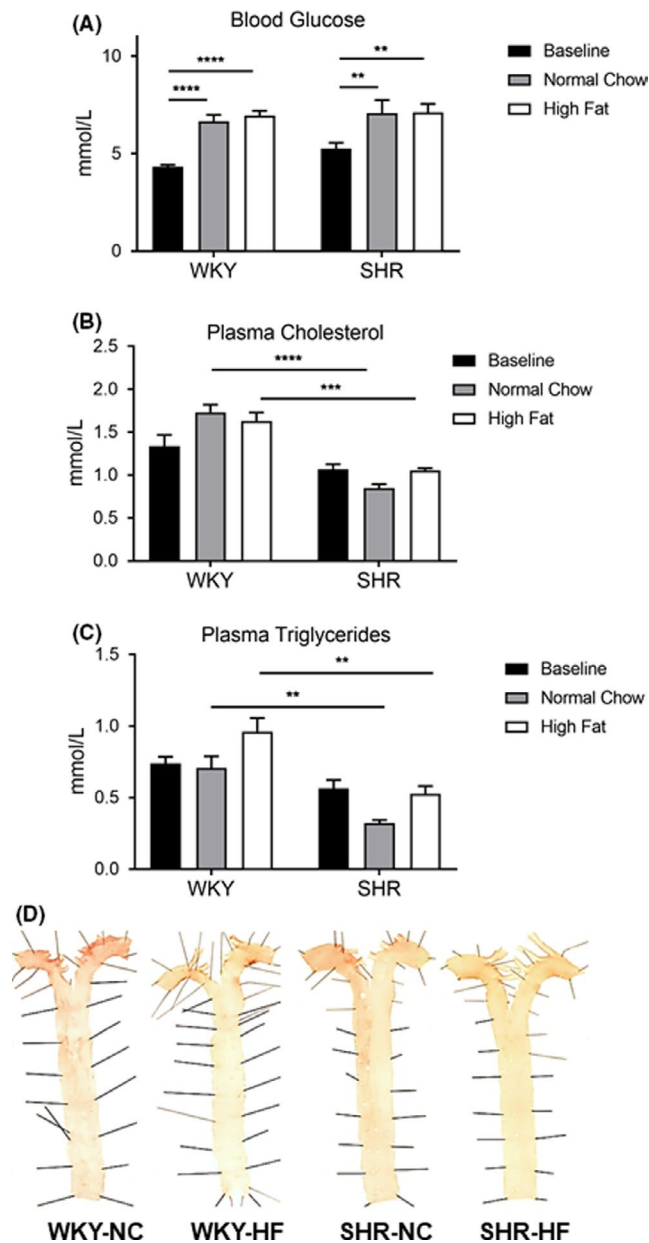 (A)
Blood Glucose
mmol/L
10
5
0
****
****
**
**
WKY
SHR
Baseline
Normal Chow
High Fat
(B)
Plasma Cholesterol
mmol/L
2.5
2.0
1.5
1.0
0.5
0.0
****
***
WKY
SHR
Baseline
Normal Chow
High Fat
(C)
Plasma Triglycerides
mmol/L
1.5
1.0
0.5
0.0
**
**
WKY
SHR
Baseline
Normal Chow
High Fat
(D)
WKY-NC WKY-HF SHR-NC SHR-HF